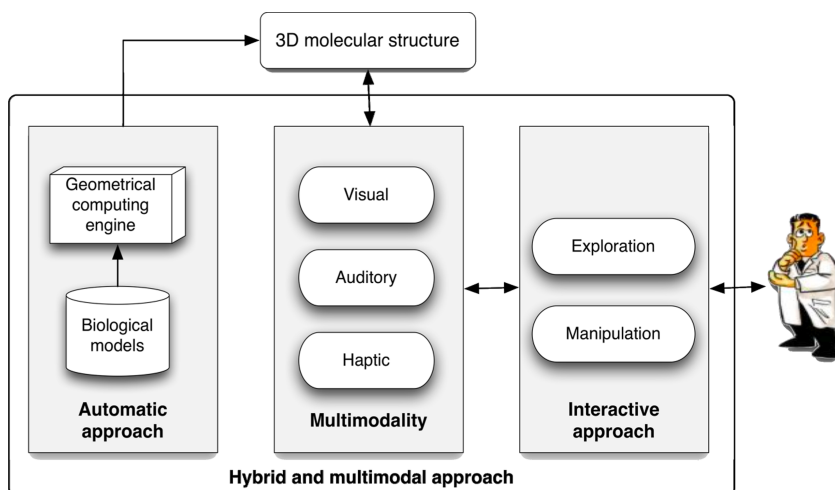 3D molecular structure
Geometrical
computing
engine
Biological
models
Automatic
approach
Visual
Auditory
Haptic
Multimodality
Exploration
Manipulation
Interactive
approach
Hybrid and multimodal approach